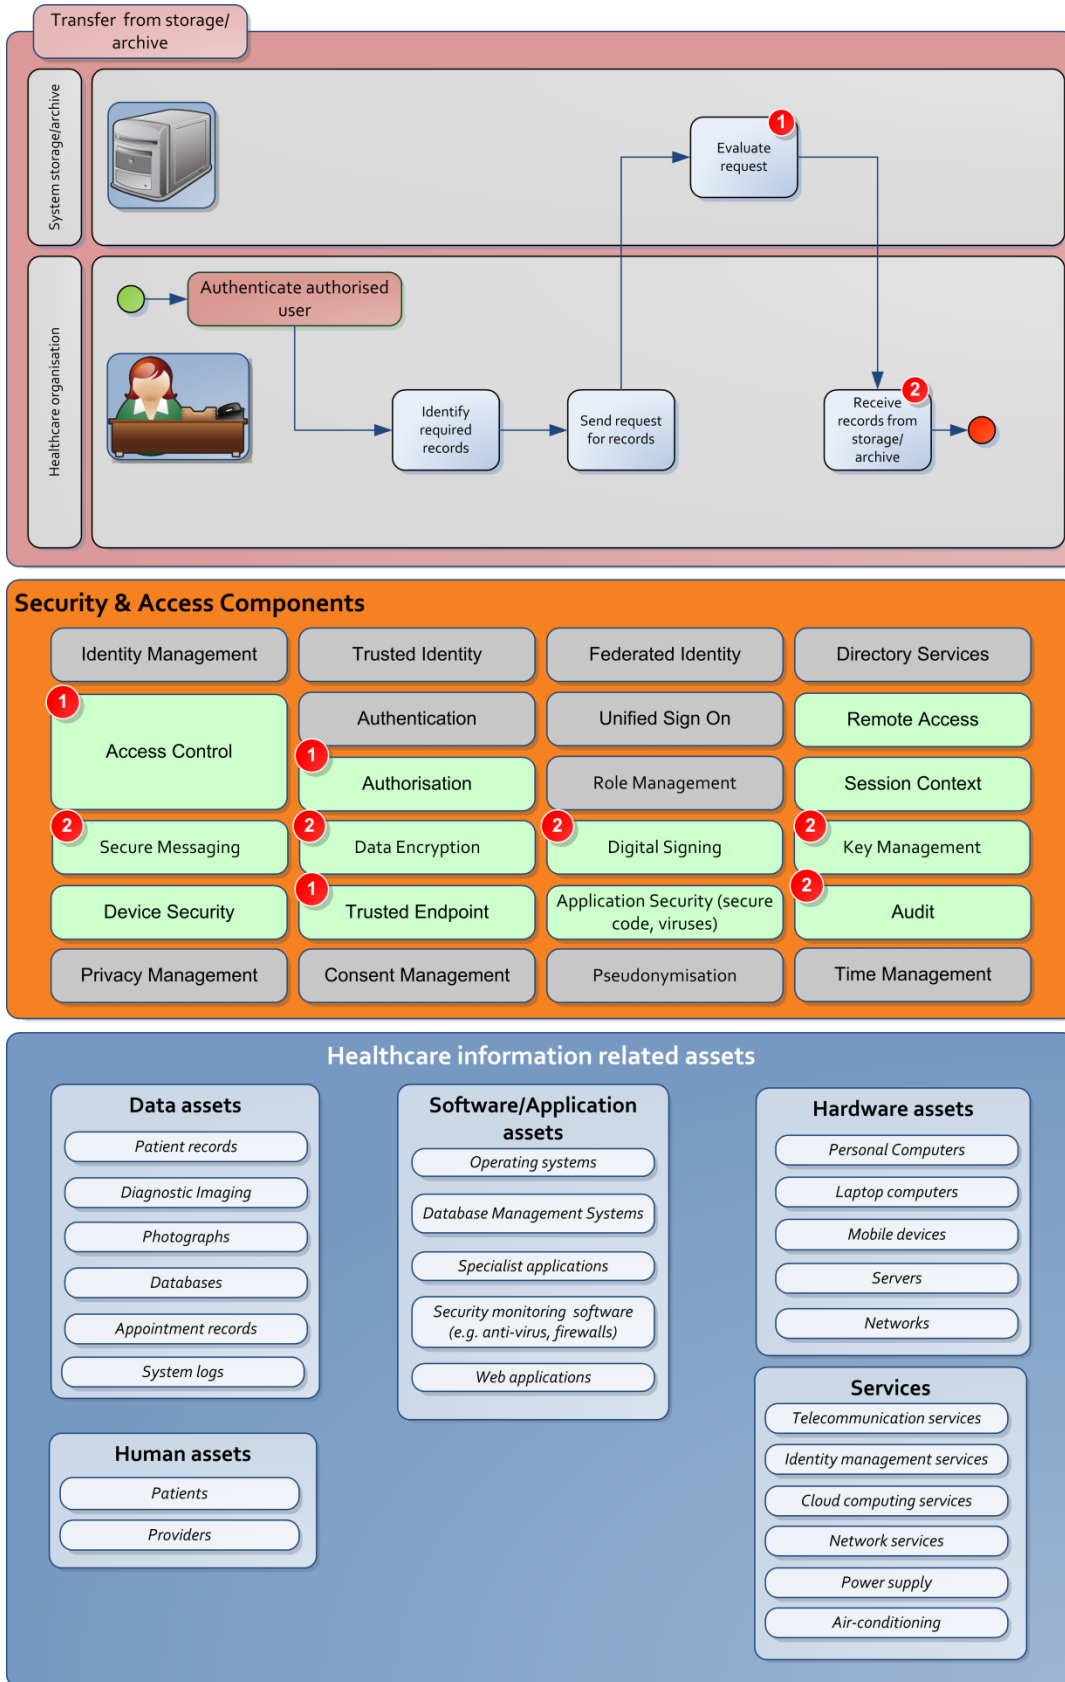 Transfer from storage/
archive
System storage/archive
1
Evaluate
request
Healthcare organisation
Authenticate authorised
user
Identify
required
records
Send request
for records
2
Receive
records from
storage/
archive
Security & Access Components
Identity Management
Trusted Identity
Federated Identity
Directory Services
1
Access Control
Authentication
Unified Sign On
Remote Access
1
Authorisation
Role Management
Session Context
2
Secure Messaging
2
Data Encryption
2
Digital Signing
2
Key Management
Device Security
1
Trusted Endpoint
Application Security (secure
code, viruses)
2
Audit
Privacy Management
Consent Management
Pseudonymisation
Time Management
Healthcare information related assets
Data assets
Patient records
Diagnostic Imaging
Photographs
Databases
Appointment records
System logs
Software/Application
assets
Operating systems
Database Management Systems
Specialist applications
Security monitoring software
(e.g. anti-virus, firewalls)
Web applications
Hardware assets
Personal Computers
Laptop computers
Mobile devices
Servers
Networks
Human assets
Patients
Providers
Services
Telecommunication services
Identity management services
Cloud computing services
Network services
Power supply
Air-conditioning